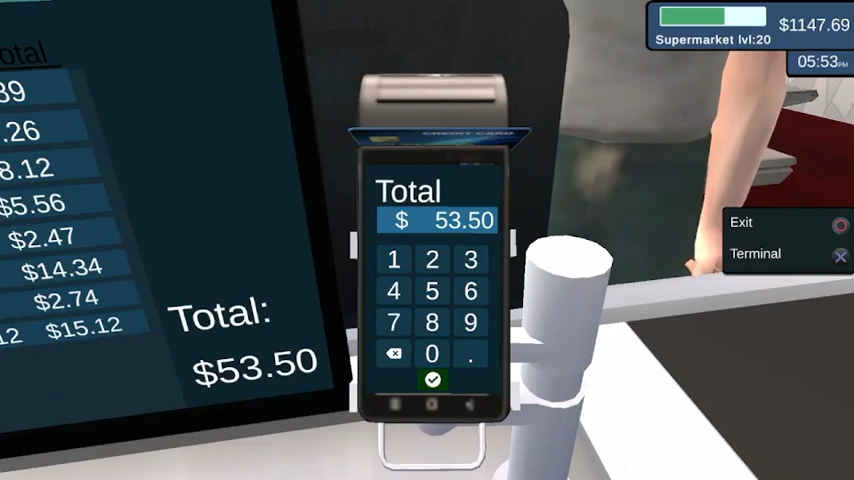 otal
39
.26
8.12
$5.56
$2.47
$14.34
$2.74
12 $15.12
Total:
$53.50
CREDIT CARD
Total
$ 53.50
1 2 3
4 5 6
7 8 9
0 .
$1147.69
Supermarket lvl:20
05:53PM
Exit
Terminal